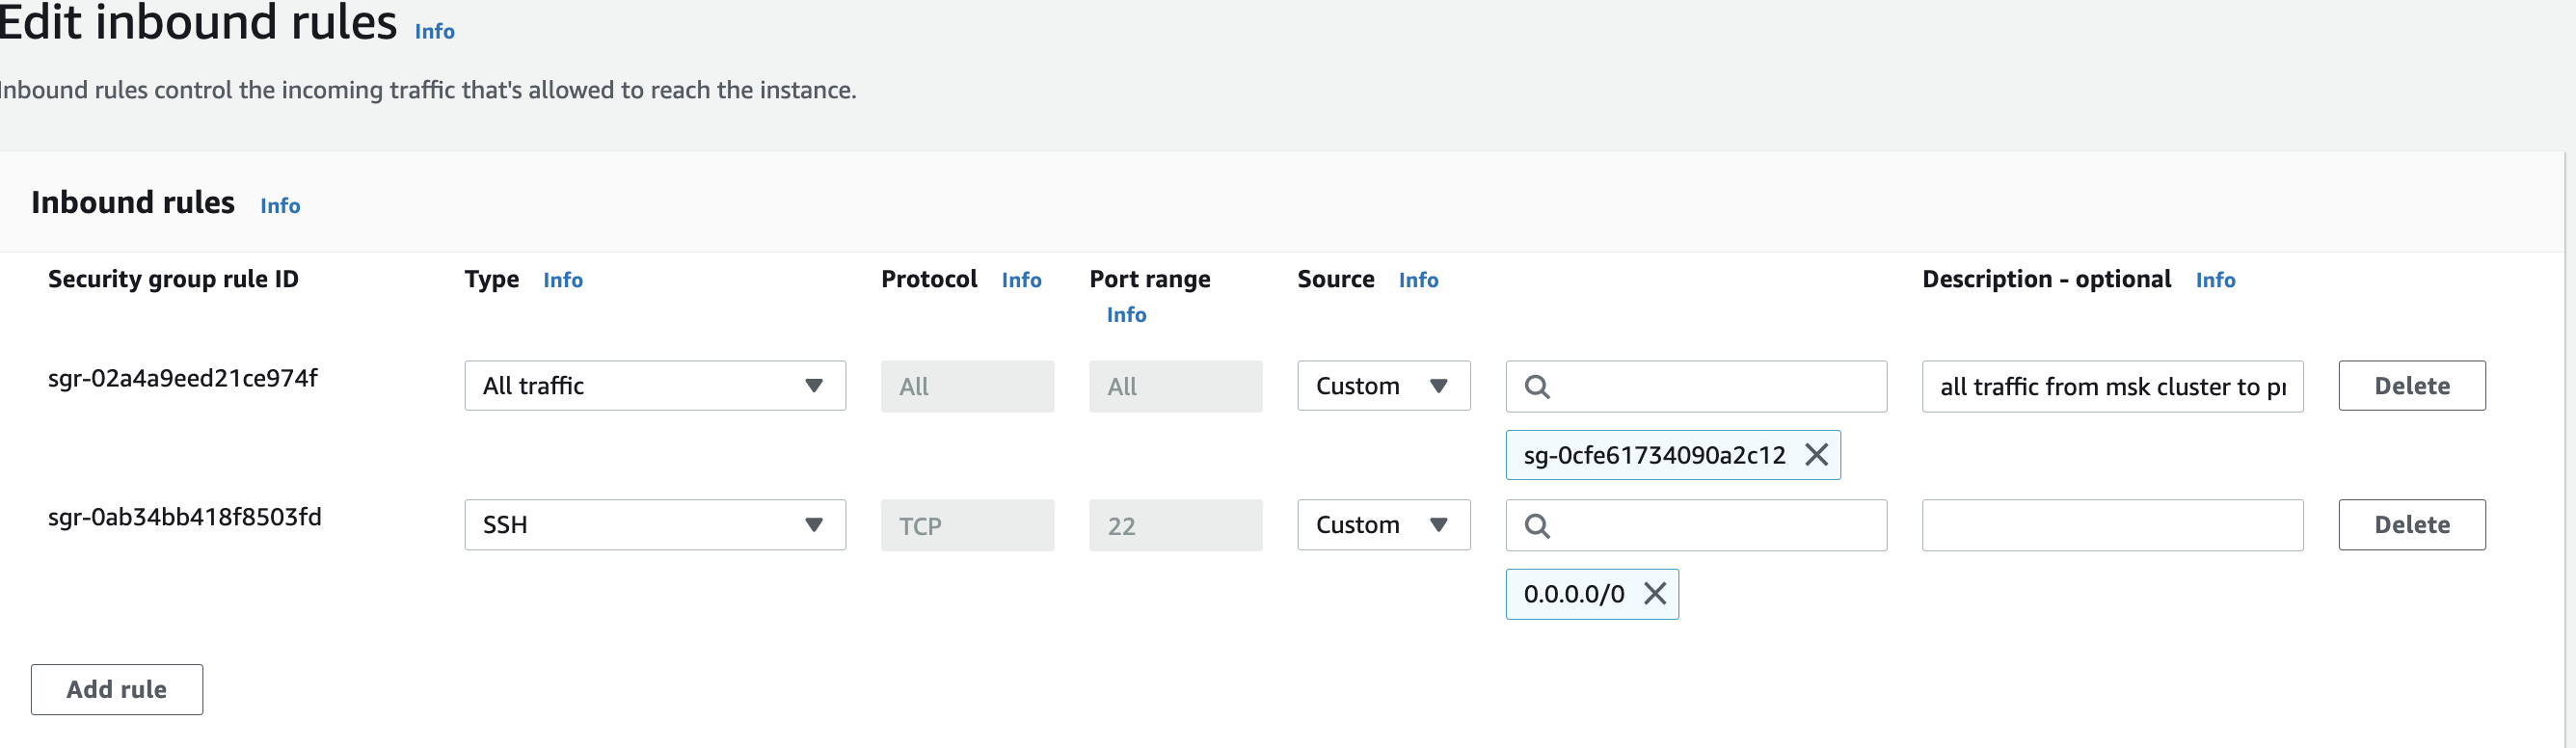 Edit inbound rules Info
Inbound rules control the incoming traffic that's allowed to reach the instance.
Inbound rules Info
Security group rule ID Type Info Protocol Info Port range Info Source Info Description - optional Info
sgr-02a4a9eed21ce974f All traffic All All Custom all traffic from msk cluster to pr Delete
sg-0cfe61734090a2c12
sgr-0ab34bb418f8503fd SSH TCP 22 Custom Delete
0.0.0.0/0
Add rule